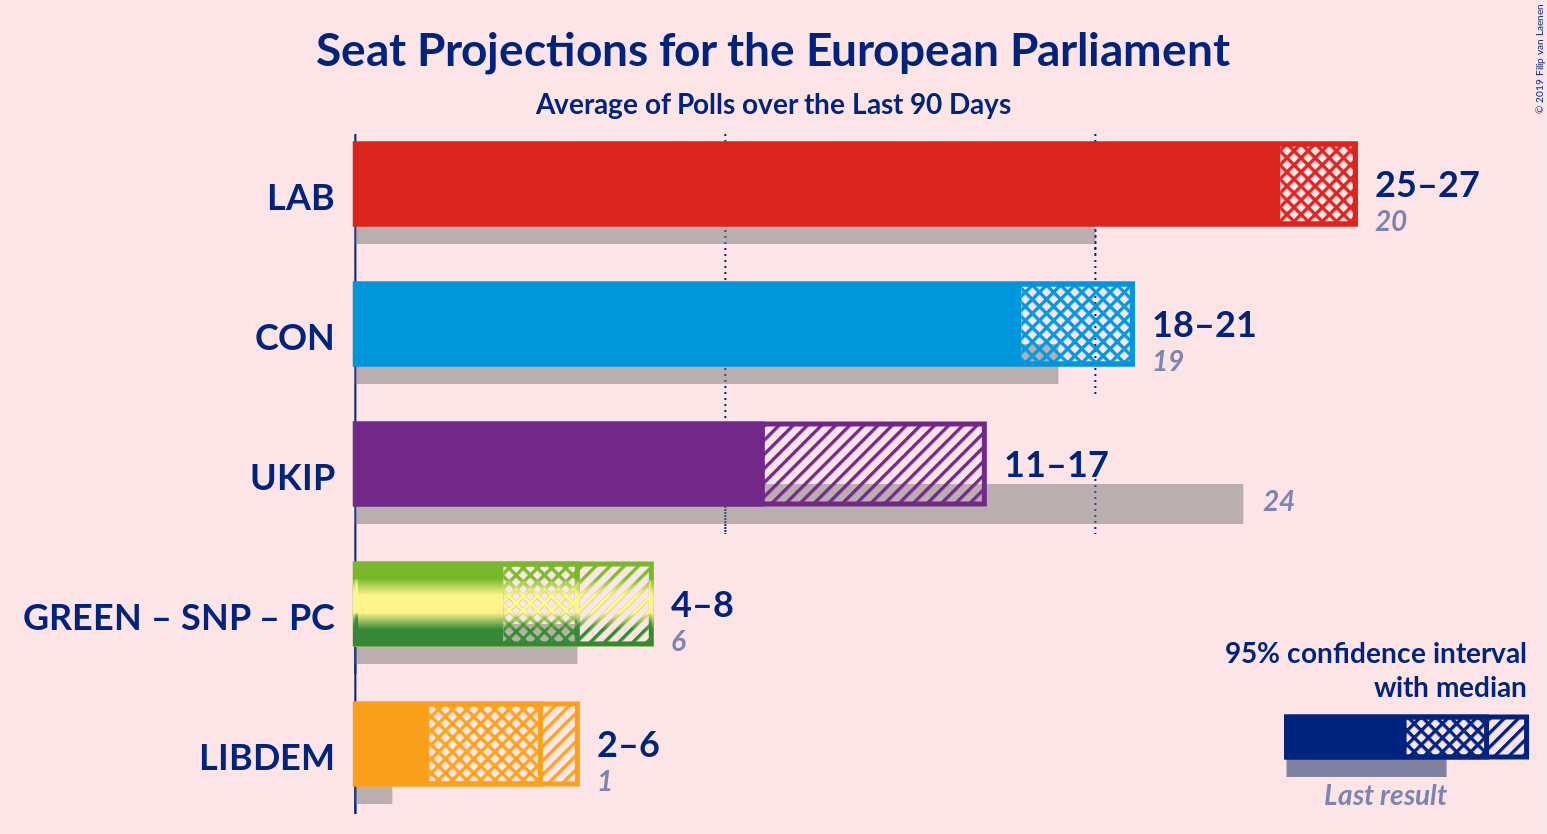 Seat Projections for the European Parliament
Average of Polls over the Last 90 Days
© 2019 Filip van Laenen
LAB
25–27
20
CON
18–21
19
UKIP
11–17
24
GREEN – SNP – PC
4–8
6
LIBDEM
2–6
1
95% confidence interval
with median
Last result